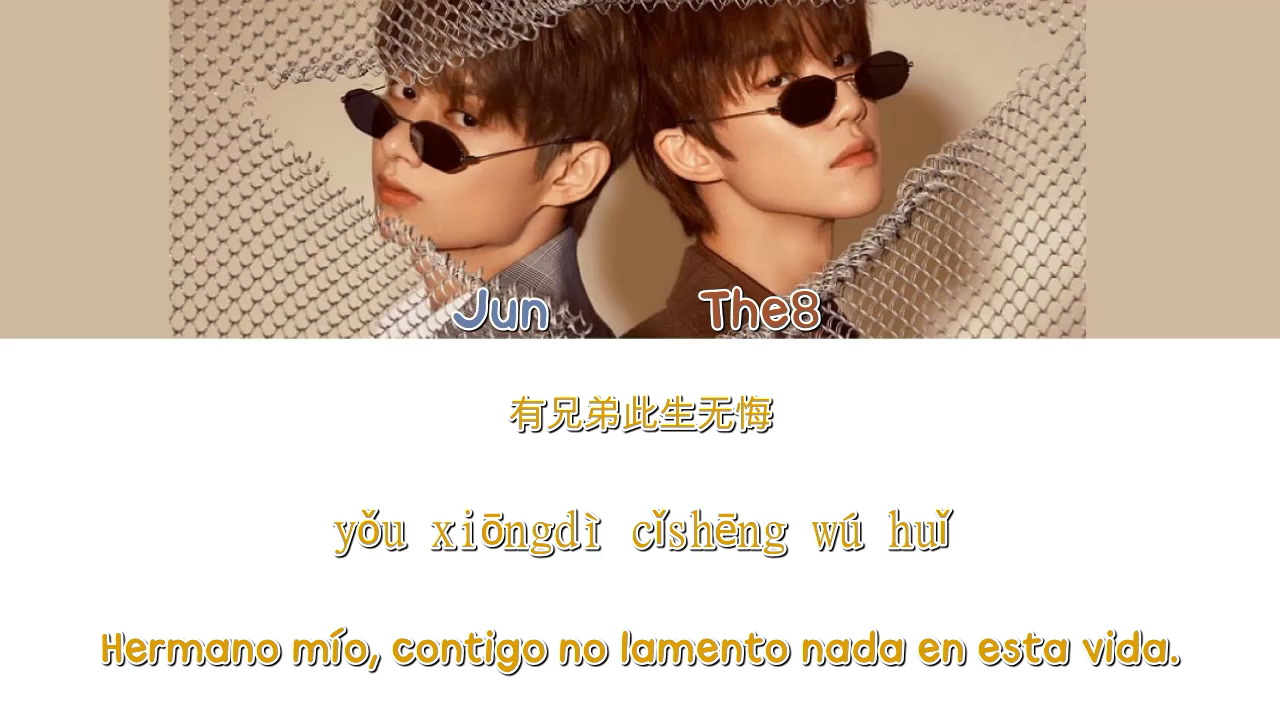 Jun The8
有兄弟此生无悔
yǒu xiōngdì cǐshēng wú huǐ
Hermano mío, contigo no lamento nada en esta vida.